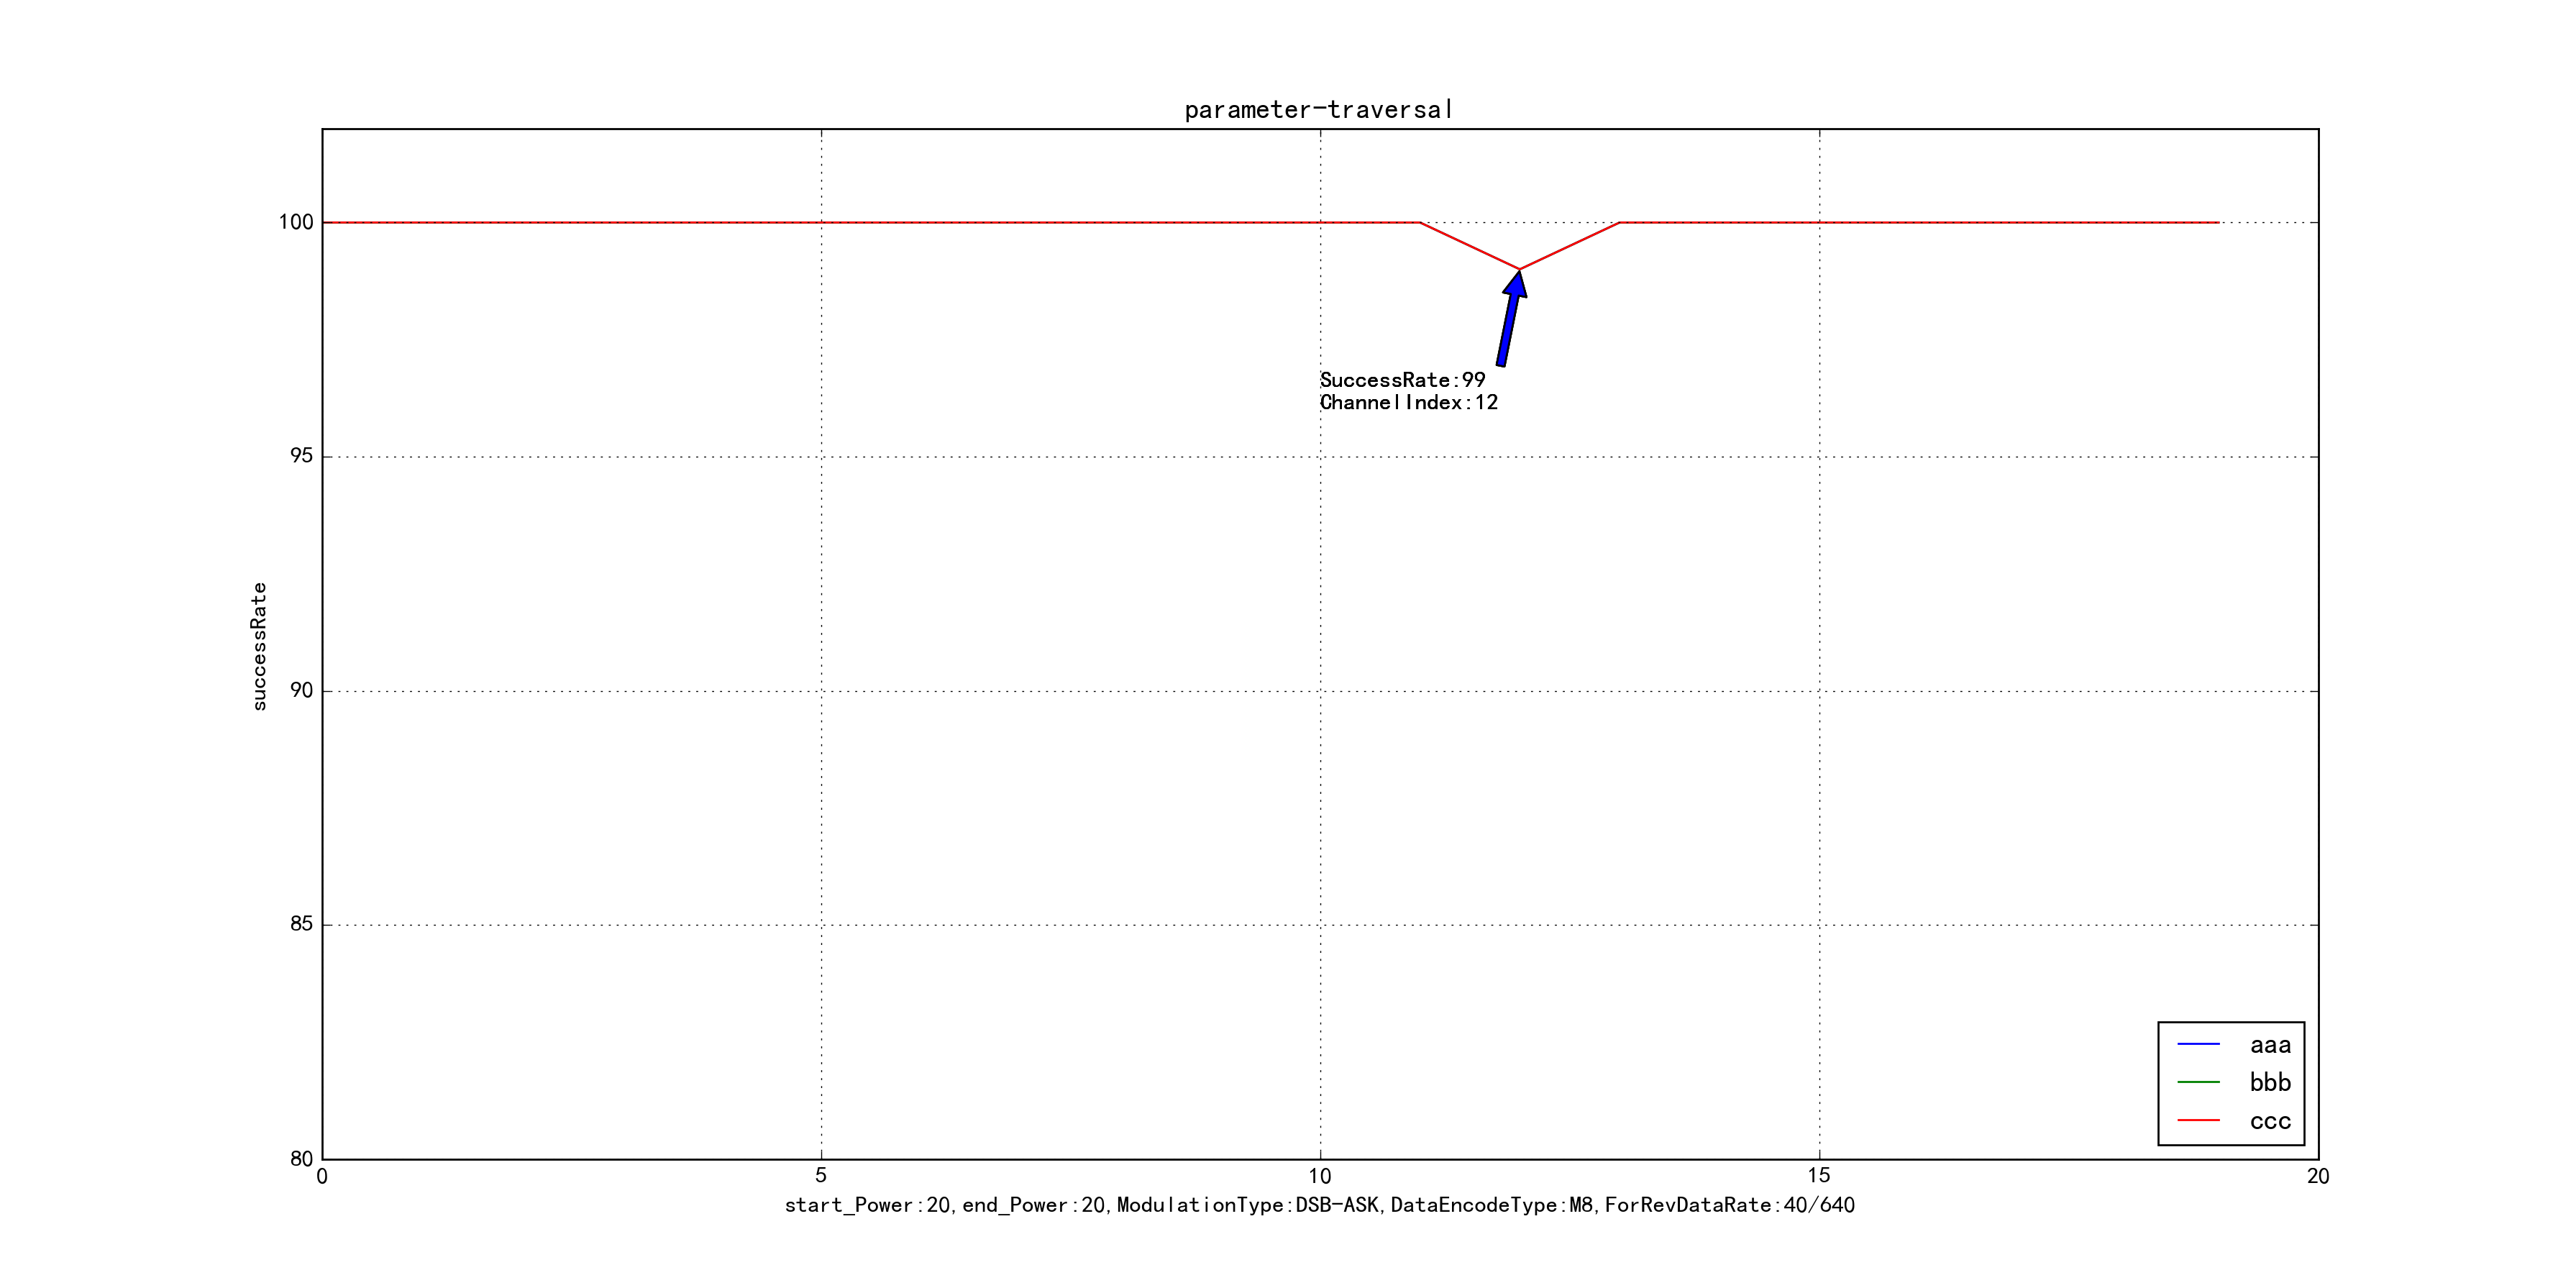 parameter-traversal
100
95
90
85
80
successRate
SuccessRate:99
ChannelIndex:12
aaa
bbb
ccc
0 5 10 15 20
start_Power:20,end_Power:20,ModulationType:DSB-ASK,DataEncodeType:M8,ForRevDataRate:40/640